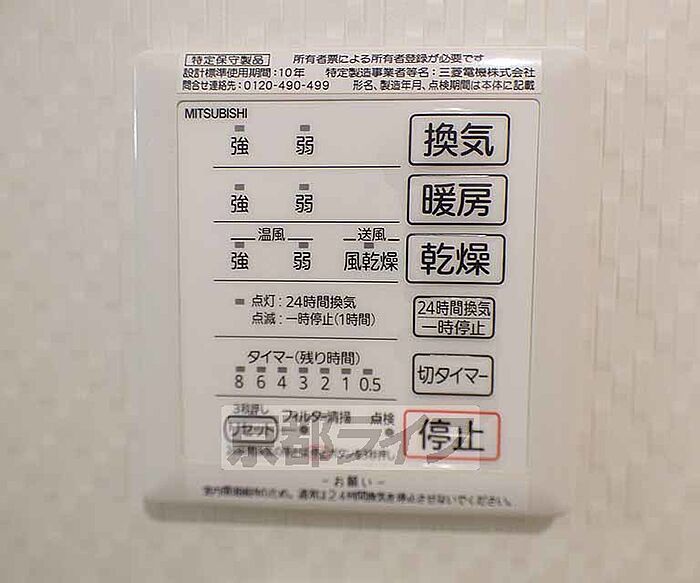 特定保守製品 所有者票による所有者登録が必要です
設計標準使用期間：10年 特定製造事業者等名：三菱電機株式会社
問合せ連絡先：0120-490-499 形名、製造年月、点検期間は本体に記載
MITSUBISHI
強 弱 換気
強 弱 暖房
温風 送風
強 弱 風乾燥 乾燥
点灯：24時間換気
点滅：一時停止(1時間)
24時間換気
一時停止
タイマー(残り時間)
8 6 4 3 2 1 0.5
切タイマー
3秒押し フィルター清掃 点検
リセット
停止
京都ライフ
－お願い－
のため、通常は24時間換気を停止させないでください。